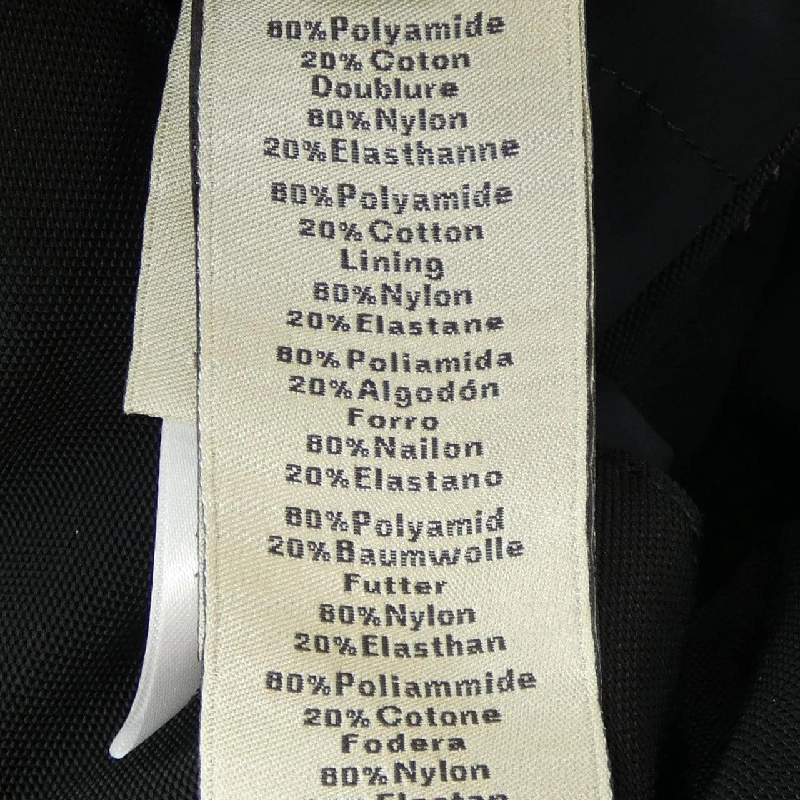 80%Polyamide
20%Coton
Doublure
80%Nylon
20%Elasthanne
80%Polyamide
20%Cotton
Lining
80%Nylon
20%Elastane
80%Poliamida
20%Algodón
Forro
80%Nailon
20%Elastano
80%Polyamid
20%Baumwolle
Futter
80%Nylon
20%Elasthan
80%Poliammide
20%Cotone
Fodera
80%Nylon